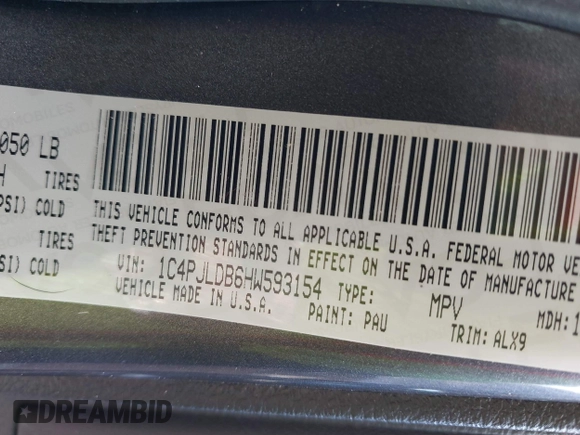 050 LB
H TIRES
PSI) COLD
TIRES
PSI) COLD
THIS VEHICLE CONFORMS TO ALL APPLICABLE U.S.A. FEDERAL MOTOR VE
THEFT PREVENTION STANDARDS IN EFFECT ON THE DATE OF MANUFACTURE
VIN: 1C4PJLDB6HW593154 TYPE: MPV MDH: 1
VEHICLE MADE IN U.S.A. PAINT: PAU TRIM: ALX9
DREAMBID